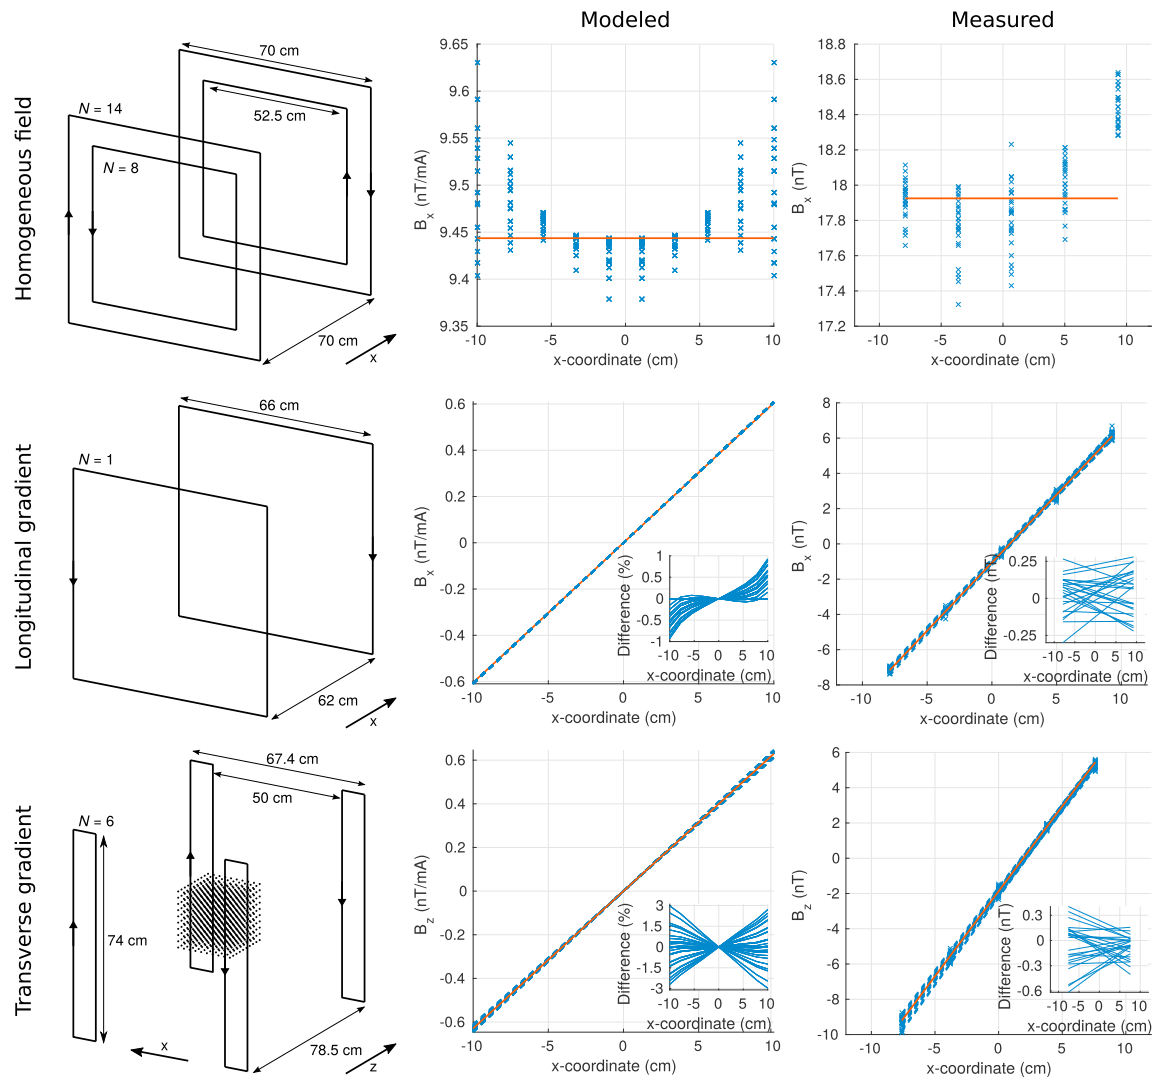 Modeled
Measured
Homogeneous field
70 cm
52.5 cm
N = 14
N = 8
70 cm
x
9.65
9.6
9.55
9.5
9.45
9.4
9.35
-10 -5 0 5 10
B_x (nT/mA)
x-coordinate (cm)
18.8
18.6
18.4
18.2
18
17.8
17.6
17.4
17.2
-10 -5 0 5 10
B_x (nT)
x-coordinate (cm)
Longitudinal gradient
66 cm
N = 1
62 cm
x
0.6
0.4
0.2
0
-0.2
-0.4
-0.6
-10 -5 0 5 10
B_x (nT/mA)
x-coordinate (cm)
1
0.5
0
-0.5
-1
-10 -5 0 5 10
Difference (%)
x-coordinate (cm)
8
6
4
2
0
-2
-4
-6
-8
-10 -5 0 5 10
B_x (nT)
x-coordinate (cm)
0.25
0
-0.25
-10 -5 0 5 10
Difference (nT)
x-coordinate (cm)
Transverse gradient
67.4 cm
50 cm
N = 6
74 cm
78.5 cm
x
z
0.6
0.4
0.2
0
-0.2
-0.4
-0.6
-10 -5 0 5 10
B_z (nT/mA)
x-coordinate (cm)
3
1.5
0
-1.5
-3
-10 -5 0 5 10
Difference (%)
x-coordinate (cm)
6
4
2
0
-2
-4
-6
-8
-10
-10 -5 0 5 10
B_z (nT)
x-coordinate (cm)
0.3
0
-0.3
-0.6
-10 -5 0 5 10
Difference (nT)
x-coordinate (cm)